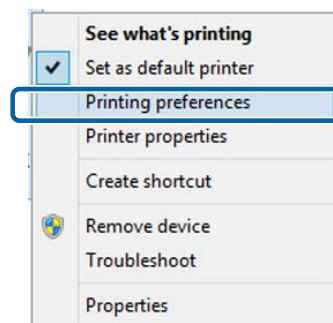 See what's printing
Set as default printer
Printing preferences
Printer properties
Create shortcut
Remove device
Troubleshoot
Properties